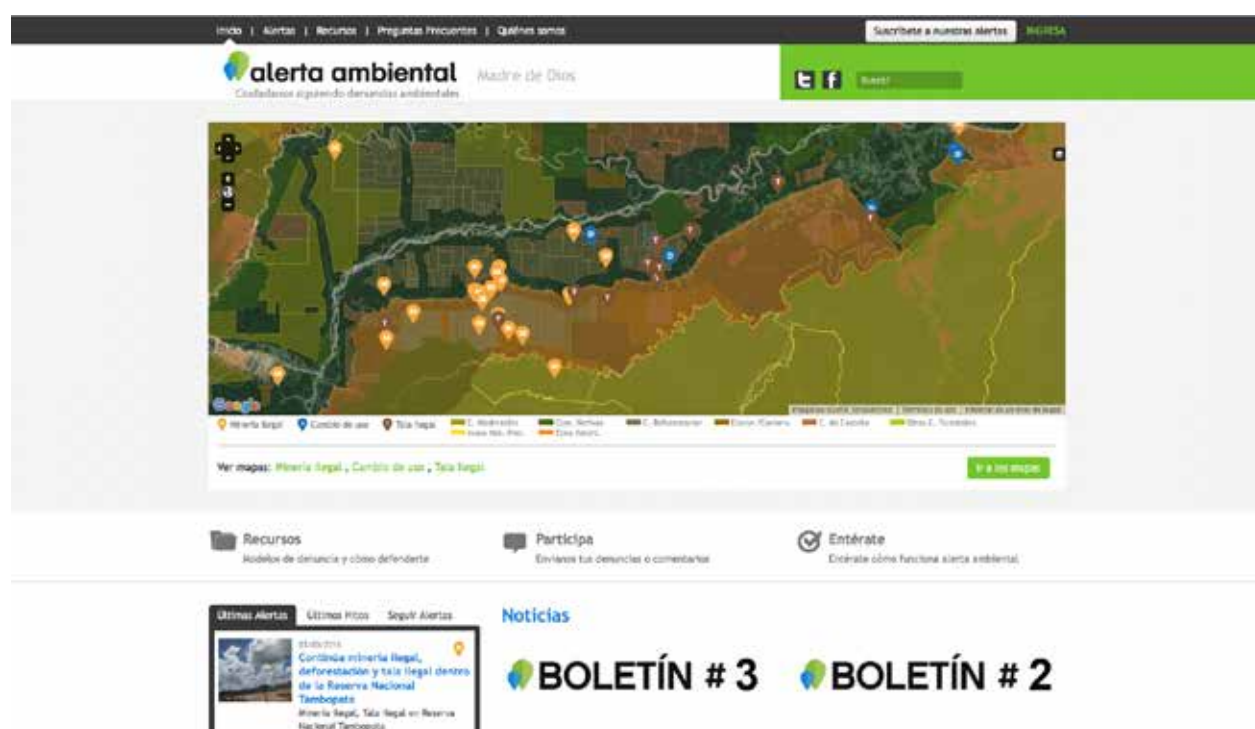 Inicio | Alertas | Recursos | Preguntas Frecuentes | Quiénes somos
Suscríbete a nuestras alertas INGRESA
alerta ambiental Madre de Dios
Ciudadanos siguiendo denuncias ambientales
Google
Minería Ilegal Cambio de uso Tala Ilegal
Ver mapas: Minería Ilegal , Cambio de uso , Tala Ilegal
Ir a los mapas
Recursos
Modelos de denuncia y cómo defenderte
Participa
Envíanos tus denuncias o comentarios
Entérate
Entérate cómo funciona alerta ambiental
Últimas Alertas Últimos Hitos Seguir Alertas
Continúa minería ilegal,
deforestación y tala ilegal dentro
de la Reserva Nacional
Tambopata
Minería Ilegal, Tala Ilegal en Reserva
Nacional Tambopata
Noticias
BOLETÍN # 3
BOLETÍN # 2